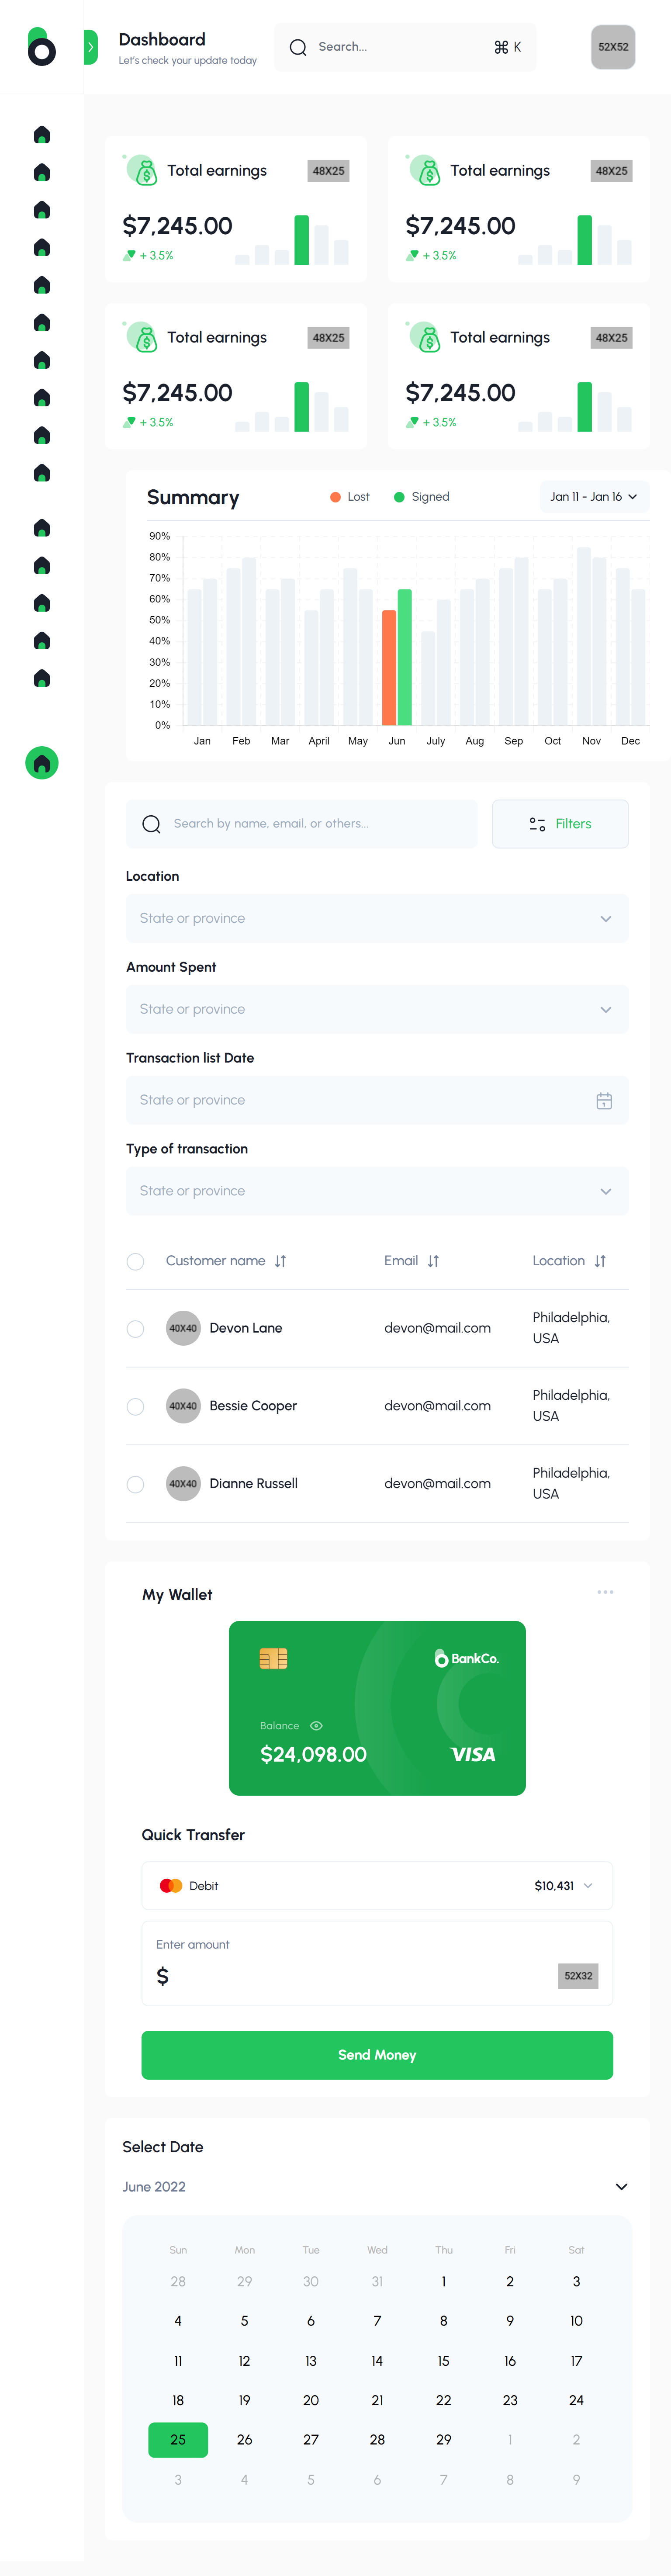 Dashboard
Let's check your update today
Search...
⌘ K
52X52
Total earnings
48X25
$7,245.00
+ 3.5%
Total earnings
48X25
$7,245.00
+ 3.5%
Total earnings
48X25
$7,245.00
+ 3.5%
Total earnings
48X25
$7,245.00
+ 3.5%
Summary
Lost
Signed
Jan 11 - Jan 16
90%
80%
70%
60%
50%
40%
30%
20%
10%
0%
Jan Feb Mar April May Jun July Aug Sep Oct Nov Dec
Search by name, email, or others...
Filters
Location
State or province
Amount Spent
State or province
Transaction list Date
State or province
1
Type of transaction
State or province
Customer name Email Location
40X40 Devon Lane devon@mail.com Philadelphia,
USA
40X40 Bessie Cooper devon@mail.com Philadelphia,
USA
40X40 Dianne Russell devon@mail.com Philadelphia,
USA
My Wallet
BankCo.
Balance
$24,098.00
VISA
Quick Transfer
Debit $10,431
Enter amount
$
52X32
Send Money
Select Date
June 2022
Sun Mon Tue Wed Thu Fri Sat
28 29 30 31 1 2 3
4 5 6 7 8 9 10
11 12 13 14 15 16 17
18 19 20 21 22 23 24
25 26 27 28 29 1 2
3 4 5 6 7 8 9